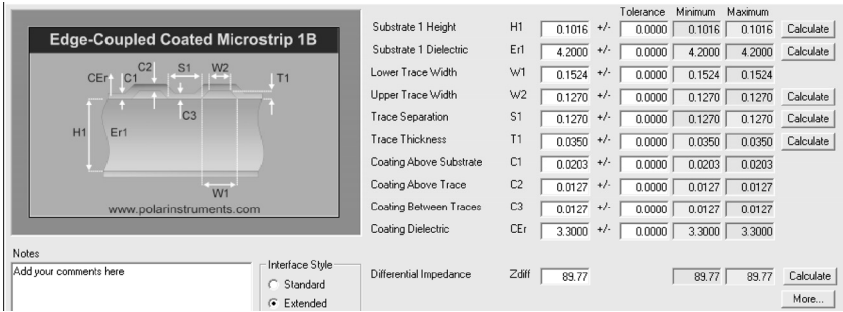 Tolerance Minimum Maximum
Substrate 1 Height H1 0.1016 +/- 0.0000 0.1016 0.1016 Calculate
Substrate 1 Dielectric Er1 4.2000 +/- 0.0000 4.2000 4.2000 Calculate
Lower Trace Width W1 0.1524 +/- 0.0000 0.1524 0.1524
Upper Trace Width W2 0.1270 +/- 0.0000 0.1270 0.1270 Calculate
Trace Separation S1 0.1270 +/- 0.0000 0.1270 0.1270 Calculate
Trace Thickness T1 0.0350 +/- 0.0000 0.0350 0.0350 Calculate
Coating Above Substrate C1 0.0203 +/- 0.0000 0.0203 0.0203
Coating Above Trace C2 0.0127 +/- 0.0000 0.0127 0.0127
Coating Between Traces C3 0.0127 +/- 0.0000 0.0127 0.0127
Coating Dielectric CEr 3.3000 +/- 0.0000 3.3000 3.3000
Differential Impedance Zdiff 89.77 89.77 89.77 Calculate
More...
Edge-Coupled Coated Microstrip 1B
C2 S1 W2
CEr C1 T1
C3
H1 Er1
W1
www.polarinstruments.com
Notes
Add your comments here
Interface Style
Standard
Extended